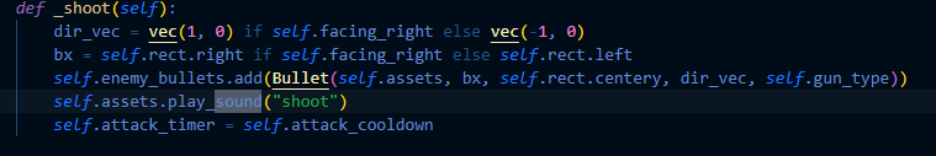 def _shoot(self):
dir_vec = vec(1, 0) if self.facing_right else vec(-1, 0)
bx = self.rect.right if self.facing_right else self.rect.left
self.enemy_bullets.add(Bullet(self.assets, bx, self.rect.centery, dir_vec, self.gun_type))
self.assets.play_sound("shoot")
self.attack_timer = self.attack_cooldown